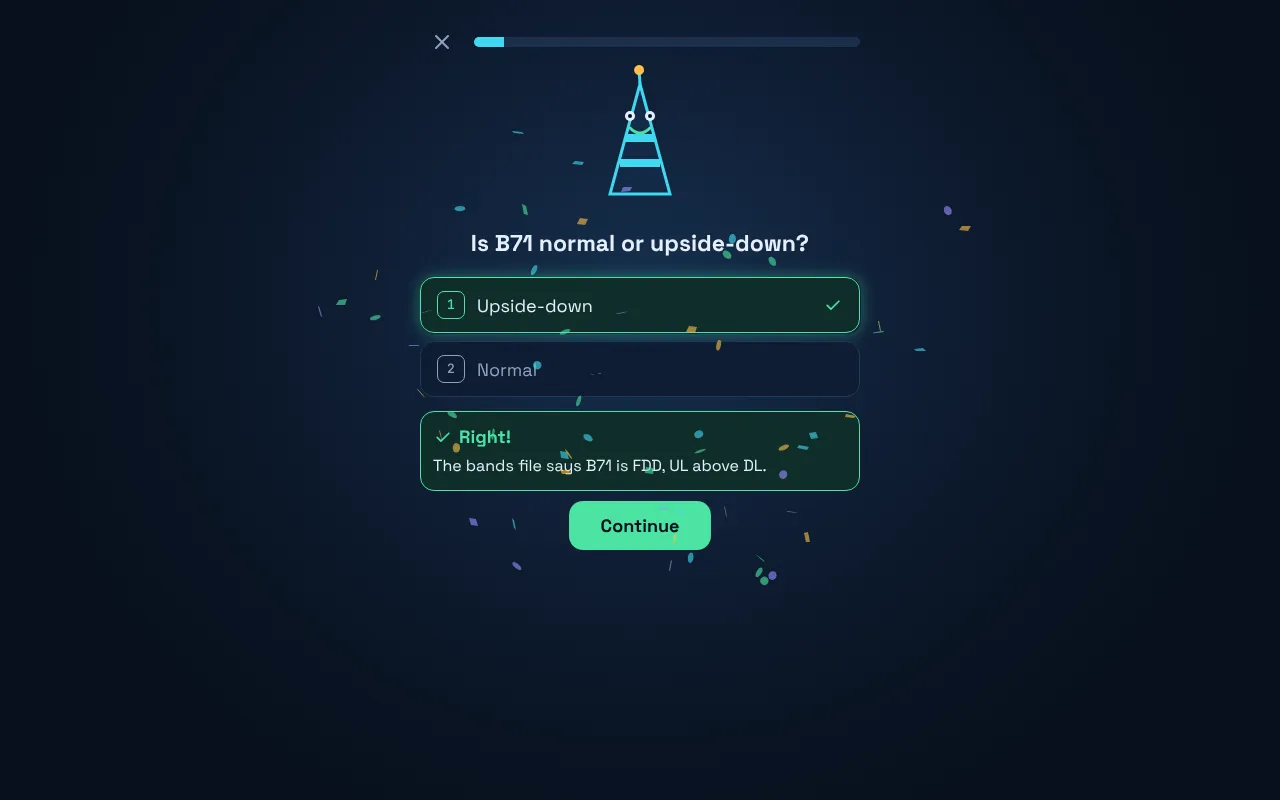 Is B71 normal or upside-down?
1 Upside-down
2 Normal
Right!
The bands file says B71 is FDD, UL above DL.
Continue